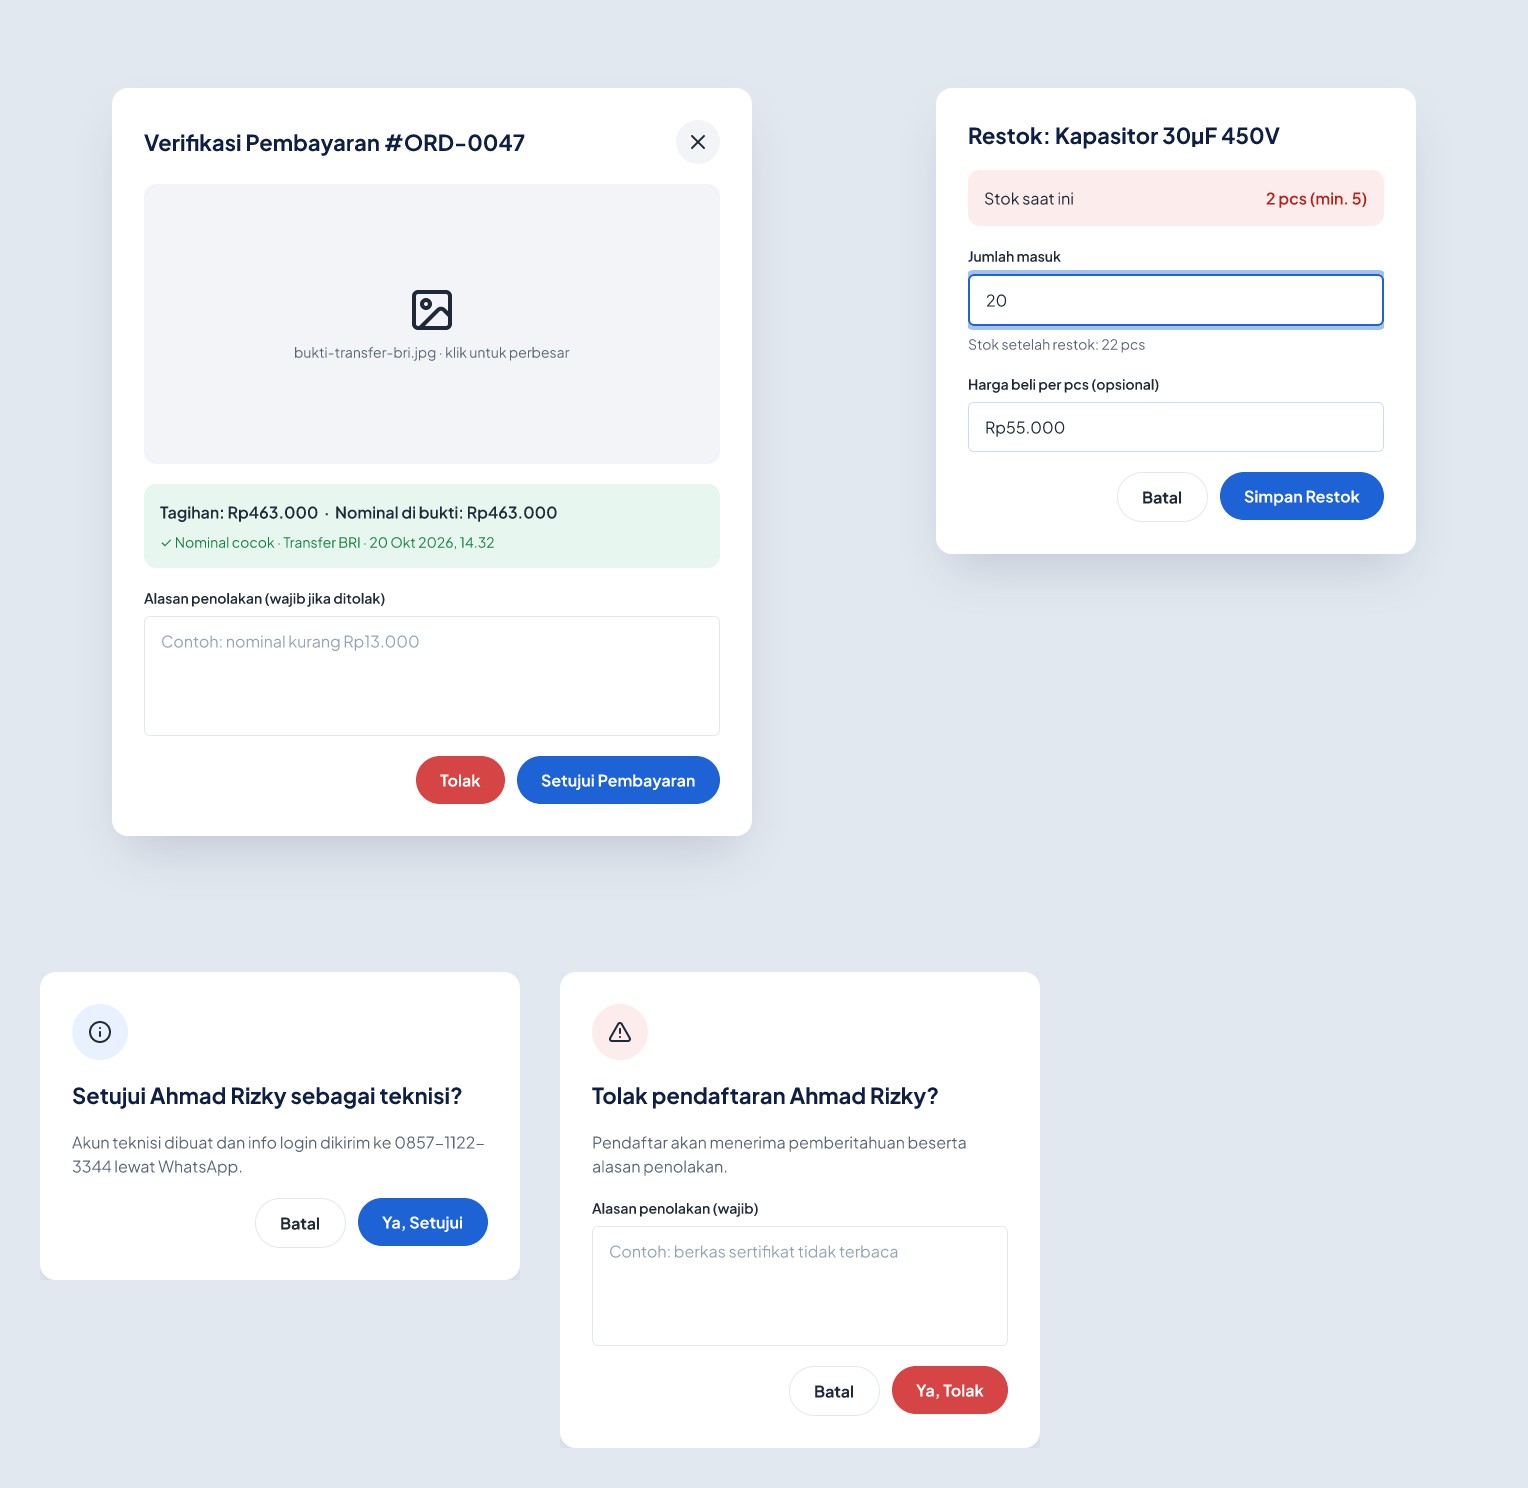 Verifikasi Pembayaran #ORD-0047
bukti-transfer-bri.jpg · klik untuk perbesar
Tagihan: Rp463.000 · Nominal di bukti: Rp463.000
✓ Nominal cocok · Transfer BRI · 20 Okt 2026, 14.32
Alasan penolakan (wajib jika ditolak)
Contoh: nominal kurang Rp13.000
Tolak
Setujui Pembayaran
Restok: Kapasitor 30µF 450V
Stok saat ini
2 pcs (min. 5)
Jumlah masuk
20
Stok setelah restok: 22 pcs
Harga beli per pcs (opsional)
Rp55.000
Batal
Simpan Restok
Setujui Ahmad Rizky sebagai teknisi?
Akun teknisi dibuat dan info login dikirim ke 0857-1122-
3344 lewat WhatsApp.
Batal
Ya, Setujui
Tolak pendaftaran Ahmad Rizky?
Pendaftar akan menerima pemberitahuan beserta
alasan penolakan.
Alasan penolakan (wajib)
Contoh: berkas sertifikat tidak terbaca
Batal
Ya, Tolak